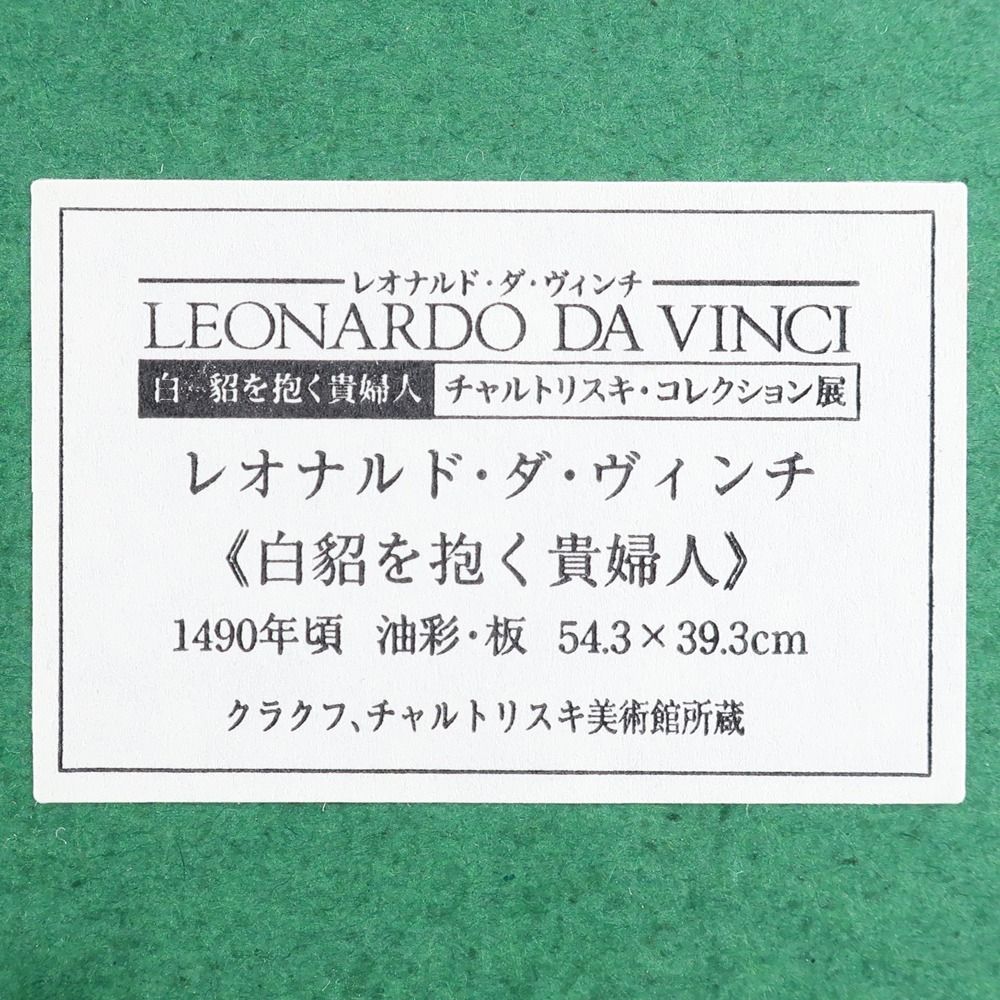 レオナルド・ダ・ヴィンチ
LEONARDO DA VINCI
白貂を抱く貴婦人 チャルトリスキ・コレクション展
レオナルド・ダ・ヴィンチ
《白貂を抱く貴婦人》
1490年頃 油彩・板 54.3×39.3cm
クラクフ、チャルトリスキ美術館所蔵